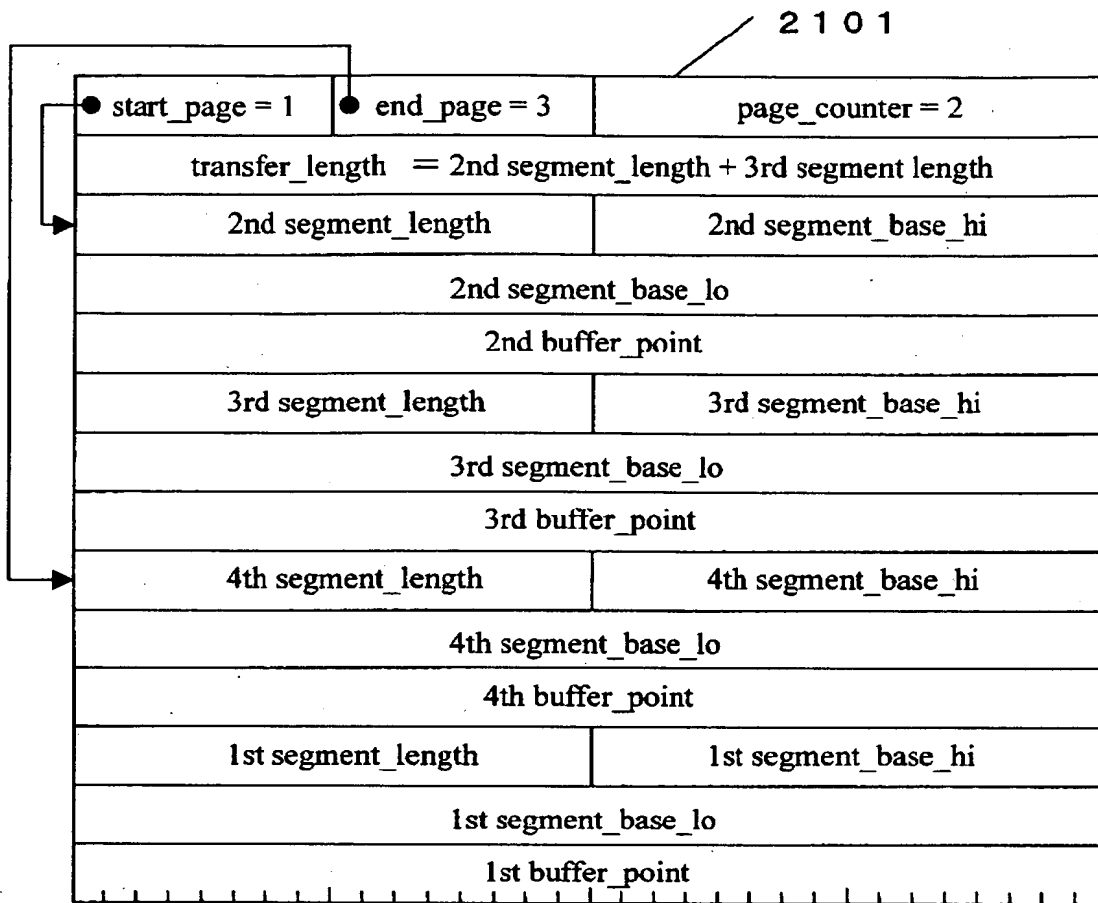 2101
start_page = 1 end_page = 3 page_counter = 2
transfer_length = 2nd segment_length + 3rd segment length
2nd segment_length 2nd segment_base_hi
2nd segment_base_lo
2nd buffer_point
3rd segment_length 3rd segment_base_hi
3rd segment_base_lo
3rd buffer_point
4th segment_length 4th segment_base_hi
4th segment_base_lo
4th buffer_point
1st segment_length 1st segment_base_hi
1st segment_base_lo
1st buffer_point